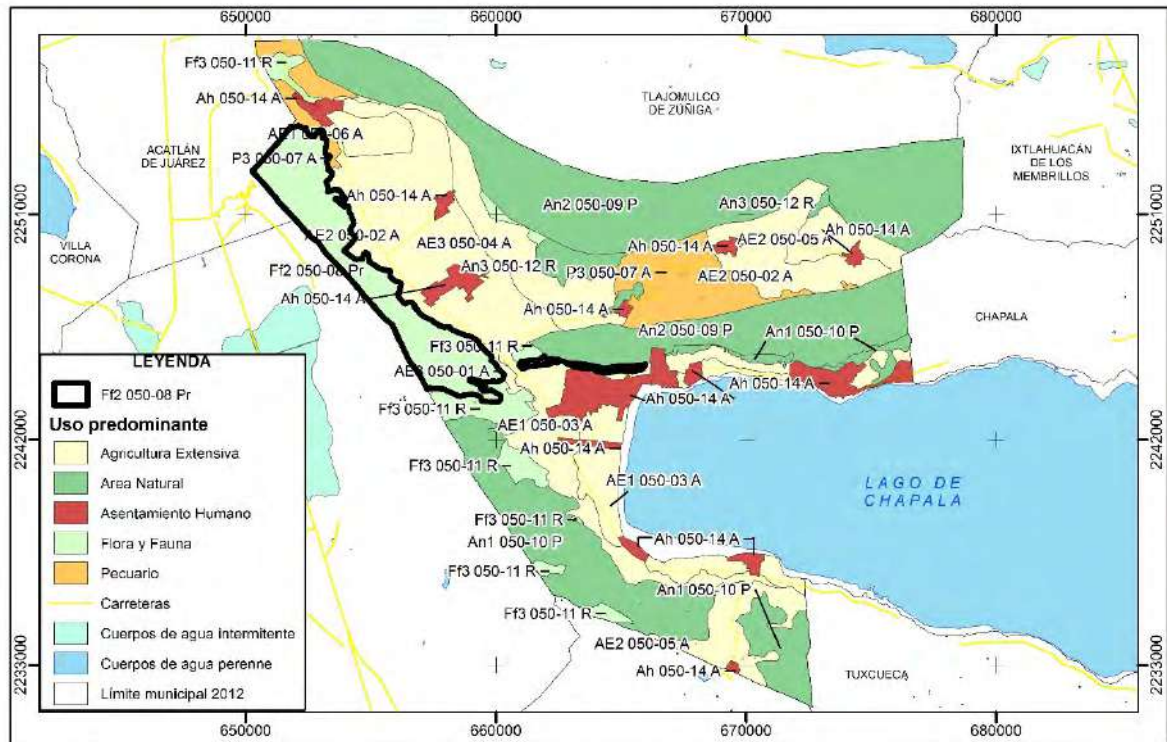 650000 660000 670000 680000
Ff3 050-11 R
Ah 050-14 A
TLAJOMULCO
DE ZÚÑIGA
ACATLÁN
DE JUÁREZ
AE1 050-06 A
P3 050-07 A
IXTLAHUACÁN
DE LOS
MEMBRILLOS
2251000 2251000
Ah 050-14 A
An2 050-09 P
An3 050-12 R
Ah 050-14 A
VILLA
CORONA
AE2 050-02 A
AE3 050-04 A
Ah 050-14 A
AE2 050-05 A
Ff2 050-08 Pr
An3 050-12 R
P3 050-07 A
AE2 050-02 A
Ah 050-14 A
Ah 050-14 A
CHAPALA
An2 050-09 P
An1 050-10 P
Ff3 050-11 R
050-01 A
Ah 050-14 A
Ff3 050-11 R
Ah 050-14 A
AE1 050-03 A
2242000 2242000
Ah 050-14 A
Ff3 050-11 R
AE1 050-03 A
LAGO DE
CHAPALA
Ff3 050-11 R
An1 050-10 P
Ah 050-14 A
Ff3 050-11 R
An1 050-10 P
Ff3 050-11 R
AE2 050-05 A
Ah 050-14 A
TUXCUECA
2233000 2233000
LEYENDA
Ff2 050-08 Pr
Uso predominante
Agricultura Extensiva
Area Natural
Asentamiento Humano
Flora y Fauna
Pecuario
Carreteras
Cuerpos de agua intermitente
Cuerpos de agua perenne
Límite municipal 2012
650000 660000 670000 680000